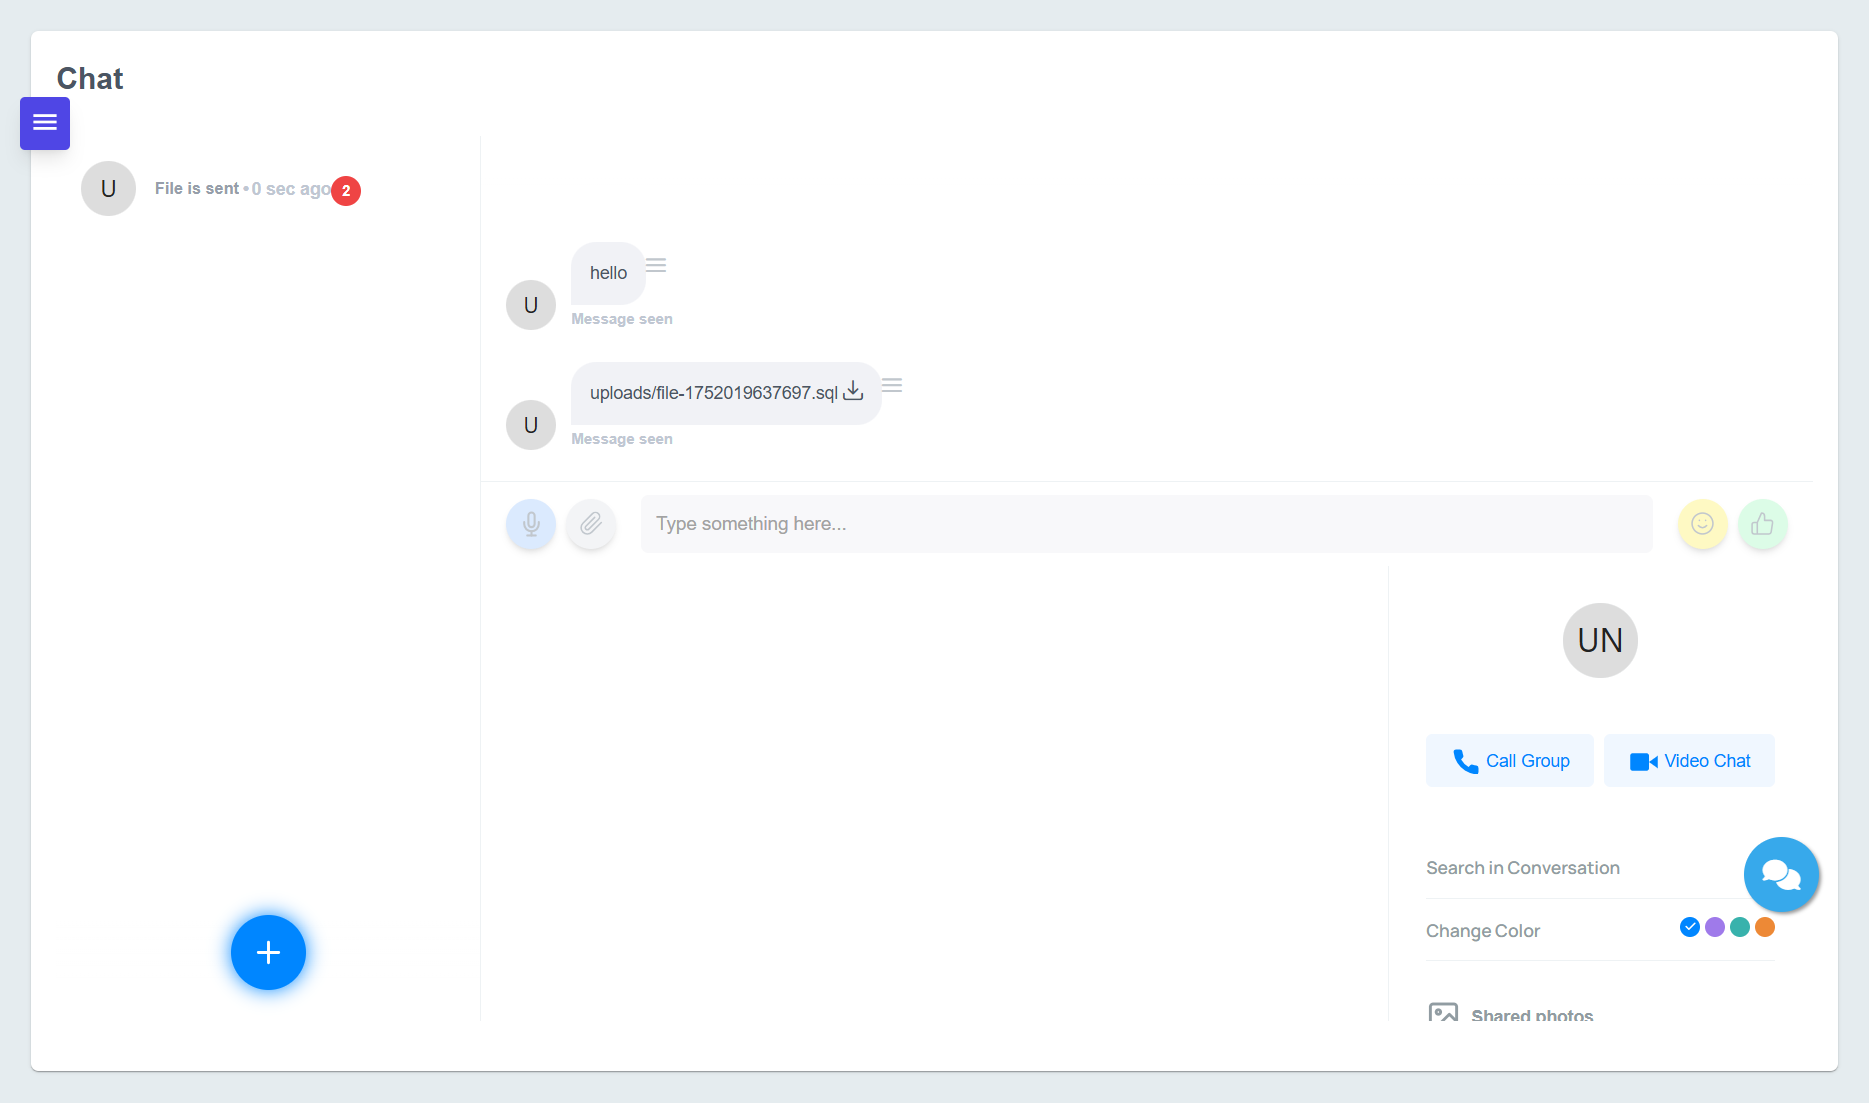 Chat
U
File is sent • 0 sec ago 2
hello
U
Message seen
uploads/file-1752019637697.sql
U
Message seen
Type something here...
UN
Call Group
Video Chat
Search in Conversation
Change Color
Shared photos